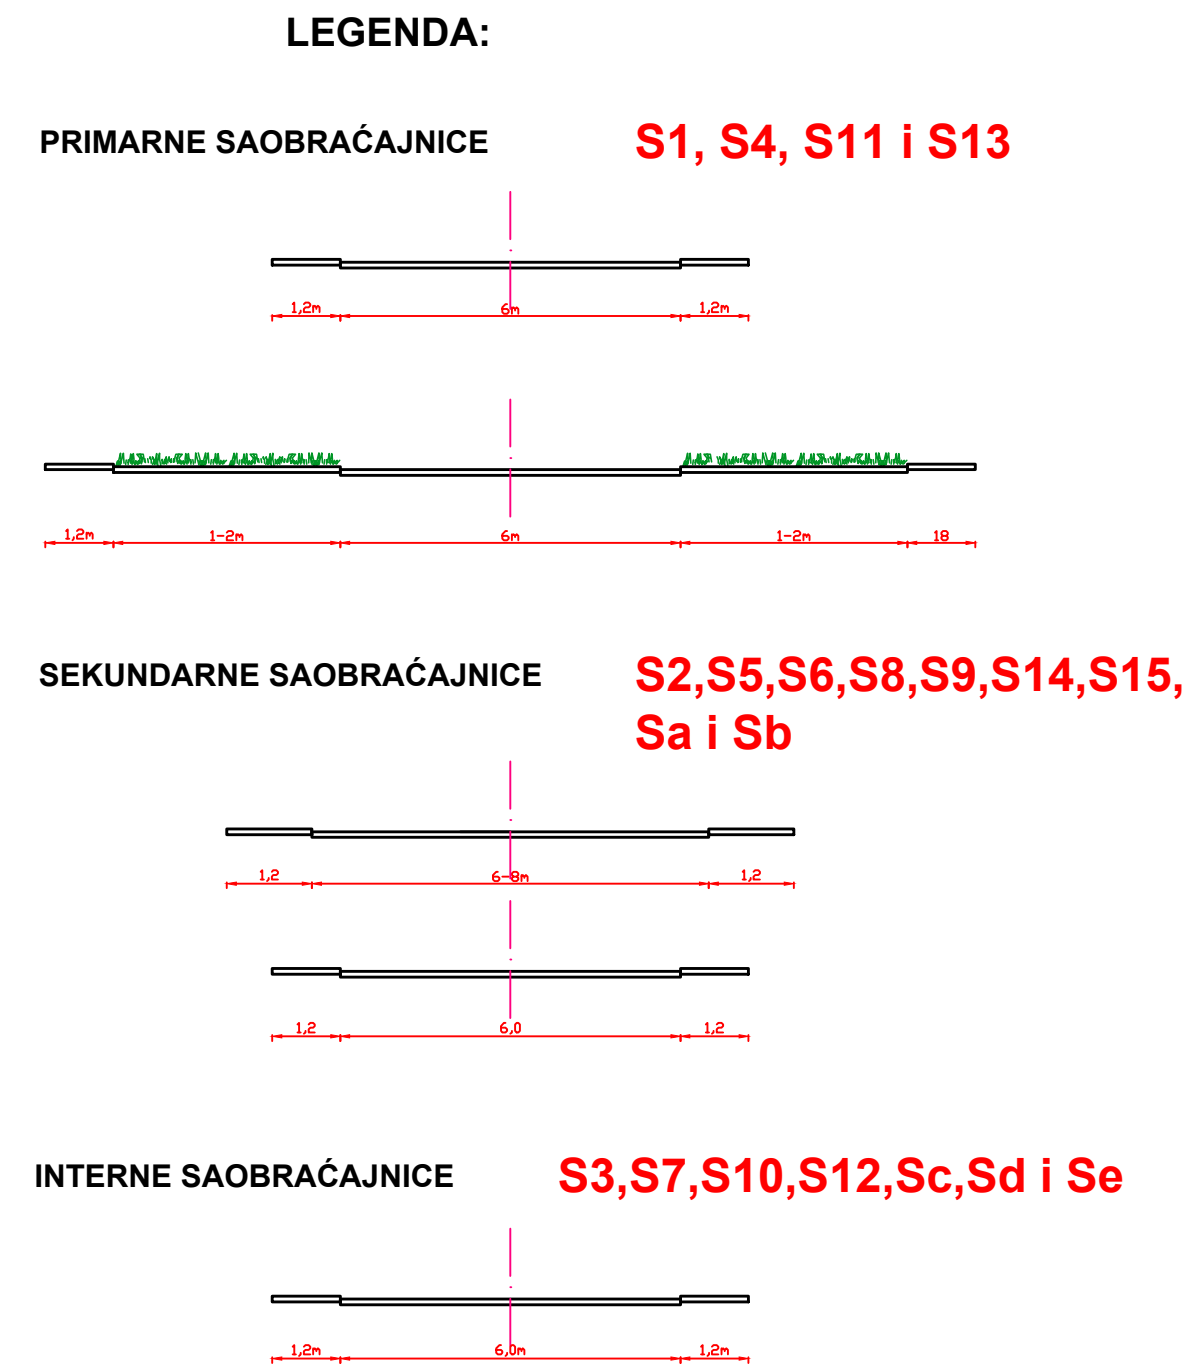 LEGENDA:
PRIMARNE SAOBRAĆAJNICE S1, S4, S11 i S13
1,2m 6m 1,2m
1,2m 1-2m 6m 1-2m 18
SEKUNDARNE SAOBRAĆAJNICE S2,S5,S6,S8,S9,S14,S15,
Sa i Sb
1,2 6-8m 1,2
1,2 6,0 1,2
INTERNE SAOBRAĆAJNICE S3,S7,S10,S12,Sc,Sd i Se
1,2m 6,0m 1,2m